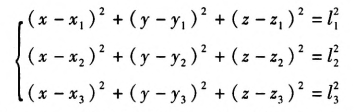 (x-x₁)² + (y-y₁)² + (z-z₁)² = l₁²
(x-x₂)² + (y-y₂)² + (z-z₂)² = l₂²
(x-x₃)² + (y-y₃)² + (z-z₃)² = l₃²